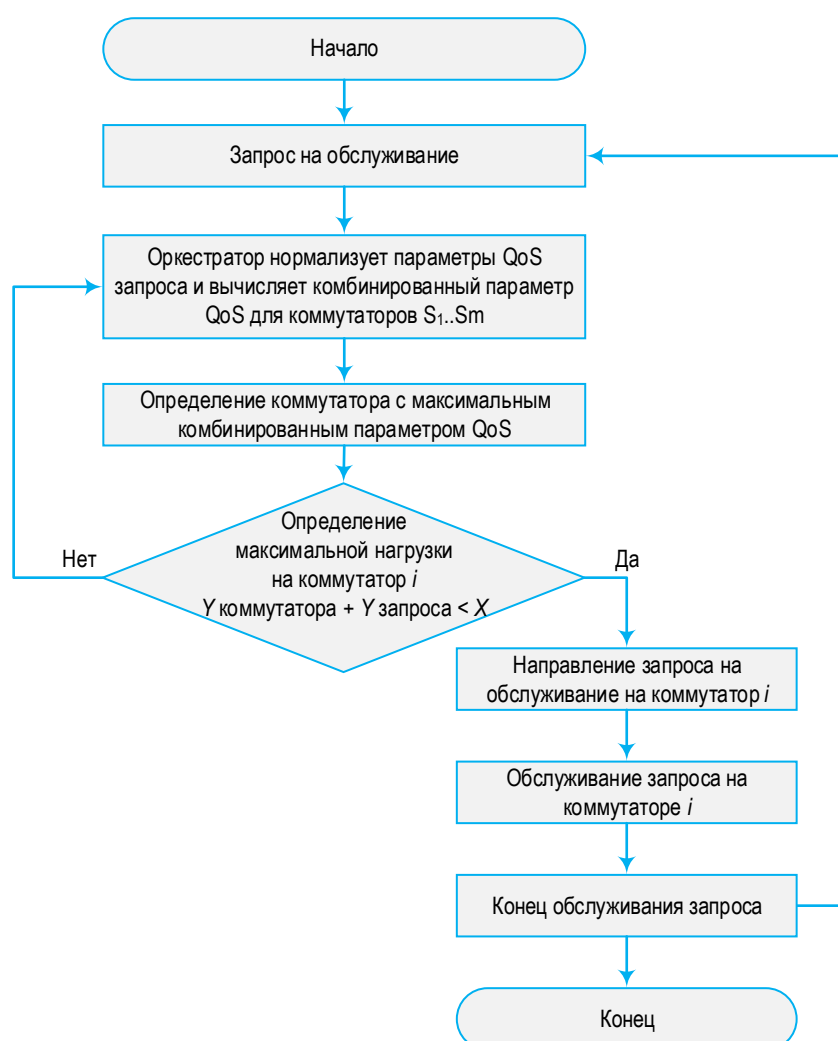 Начало
Запрос на обслуживание
Оркестратор нормализует параметры QoS
запроса и вычисляет комбинированный параметр
QoS для коммутаторов S₁..Sm
Определение коммутатора с максимальным
комбинированным параметром QoS
Определение
максимальной нагрузки
на коммутатор i
Y коммутатора + Y запроса < X
Нет
Да
Направление запроса на
обслуживание на коммутатор i
Обслуживание запроса на
коммутаторе i
Конец обслуживания запроса
Конец